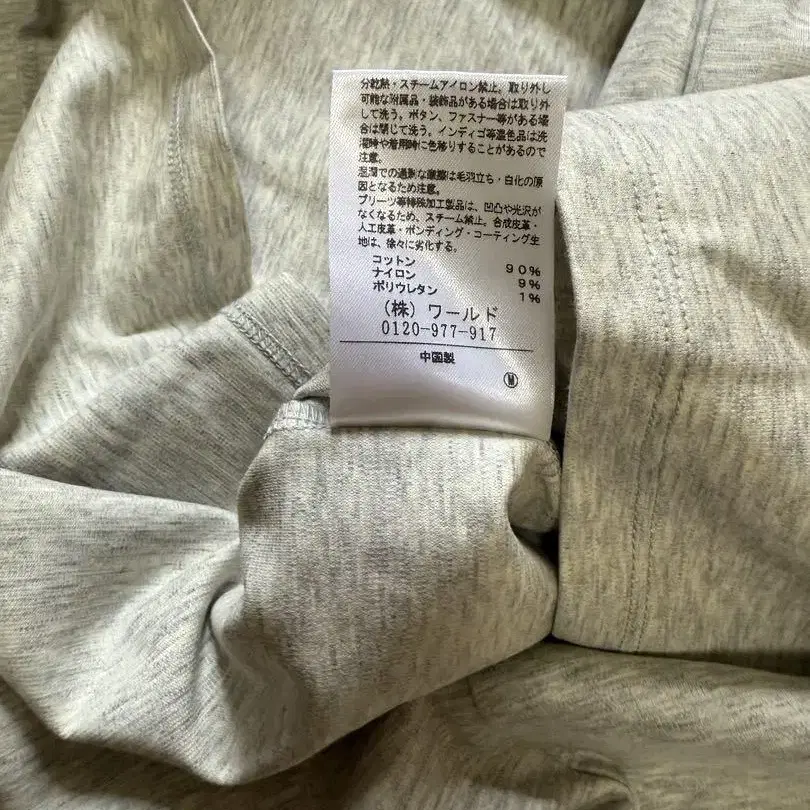 分乾熱・スチームアイロン禁止。取り外し
可能な附属品・装飾品がある場合は取り外
して洗う。ボタン、ファスナー等がある場
合は閉じて洗う。インディゴ等濃色品は洗
濯時や着用時に色移りすることがあるので
注意。
湿潤での過剰な摩擦は毛羽立ち・白化の原
因となるため注意。
プリーツ等特殊加工製品は、凹凸や光沢が
なくなるため、スチーム禁止。合成皮革・
人工皮革・ボンディング・コーティング生
地は、徐々に劣化する。
コットン 90%
ナイロン 9%
ポリウレタン 1%
(株)ワールド
0120-977-917
中国製
Ⓜ